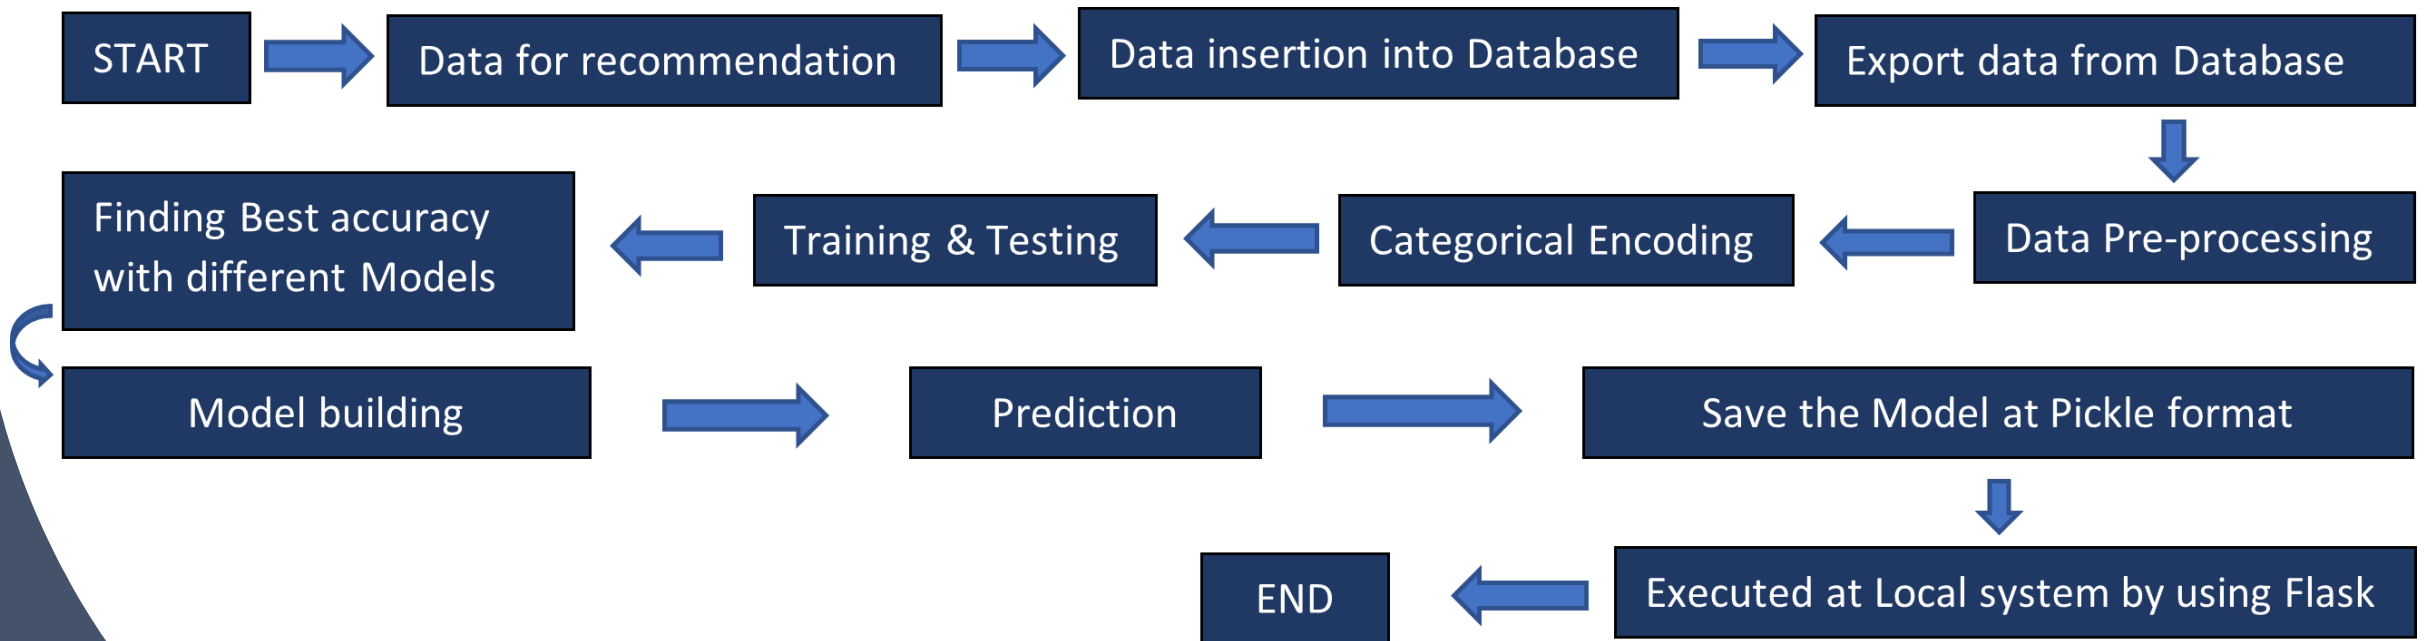 START
Data for recommendation
Data insertion into Database
Export data from Database
Data Pre-processing
Categorical Encoding
Training & Testing
Finding Best accuracy
with different Models
Model building
Prediction
Save the Model at Pickle format
Executed at Local system by using Flask
END